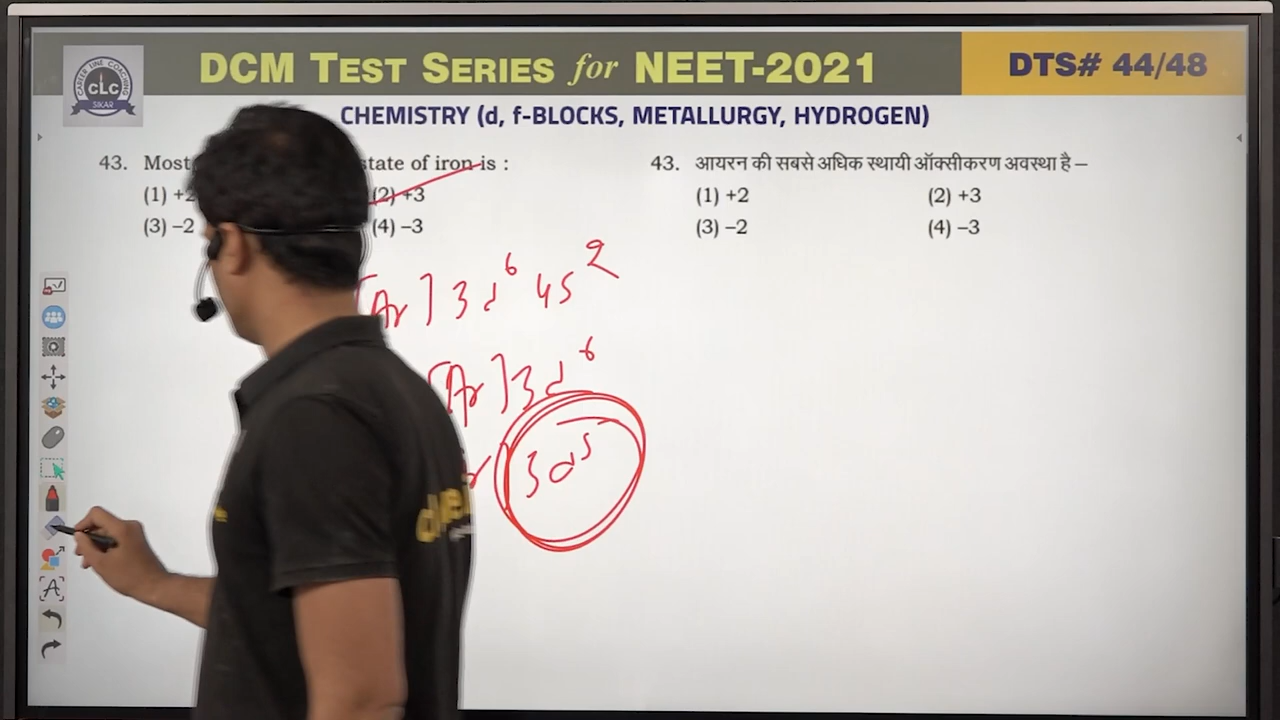 DCM TEST SERIES for NEET-2021
DTS# 44/48
CAREER LINE COACHING
CLC
SIKAR
CHEMISTRY (d, f-BLOCKS, METALLURGY, HYDROGEN)
43. Most state of iron is :
(1) +2 (2) +3
(3) –2 (4) –3
43. आयरन की सबसे अधिक स्थायी ऑक्सीकरण अवस्था है –
(1) +2 (2) +3
(3) –2 (4) –3
[Ar] 3d⁶ 4s²
[Ar] 3d⁶
3d⁵